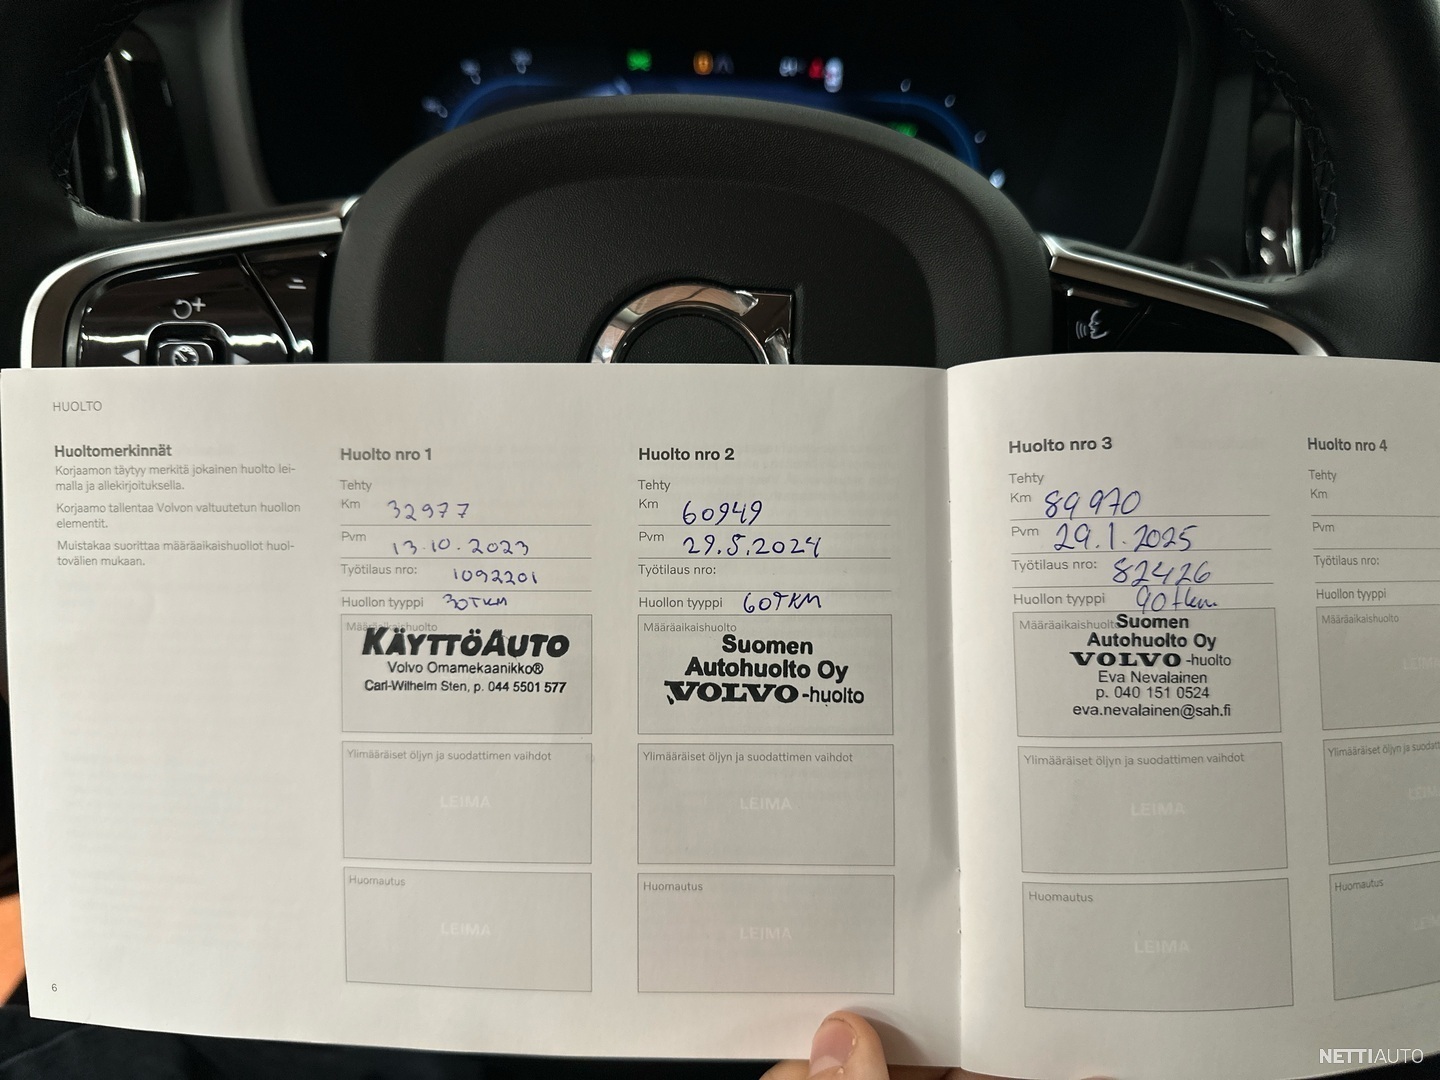 HUOLTO
Huoltomerkinnät
Korjaamon täytyy merkitä jokainen huolto lei-
malla ja allekirjoituksella.
Korjaamo tallentaa Volvon valtuutetun huollon
elementit.
Muistakaa suorittaa määräaikaishuollot huol-
tovälien mukaan.
6
Huolto nro 1
Tehty
Km 32977
Pvm 13.10.2023
Työtilaus nro: 1092201
Huollon tyyppi 30TKM
Määräaikaishuolto
KÄYTTÖAUTO
Volvo Omamekaanikko®
Carl-Wilhelm Sten, p. 044 5501 577
Ylimääräiset öljyn ja suodattimen vaihdot
LEIMA
Huomautus
LEIMA
Huolto nro 2
Tehty
Km 60949
Pvm 29.5.2024
Työtilaus nro:
Huollon tyyppi 60TKM
Määräaikaishuolto
Suomen
Autohuolto Oy
VOLVO-huolto
Ylimääräiset öljyn ja suodattimen vaihdot
LEIMA
Huomautus
LEIMA
Huolto nro 3
Tehty
Km 89970
Pvm 29.1.2025
Työtilaus nro: 82426
Huollon tyyppi 90tkm
Määräaikaishuolto
Suomen
Autohuolto Oy
VOLVO-huolto
Eva Nevalainen
p. 040 151 0524
eva.nevalainen@sah.fi
Ylimääräiset öljyn ja suodattimen vaihdot
LEIMA
Huomautus
LEIMA
Huolto nro 4
Tehty
Km
Pvm
Työtilaus nro:
Huollon tyyppi
Määräaikaishuolto
Ylimääräiset öljyn ja
Huomautus
NETTIAUTO